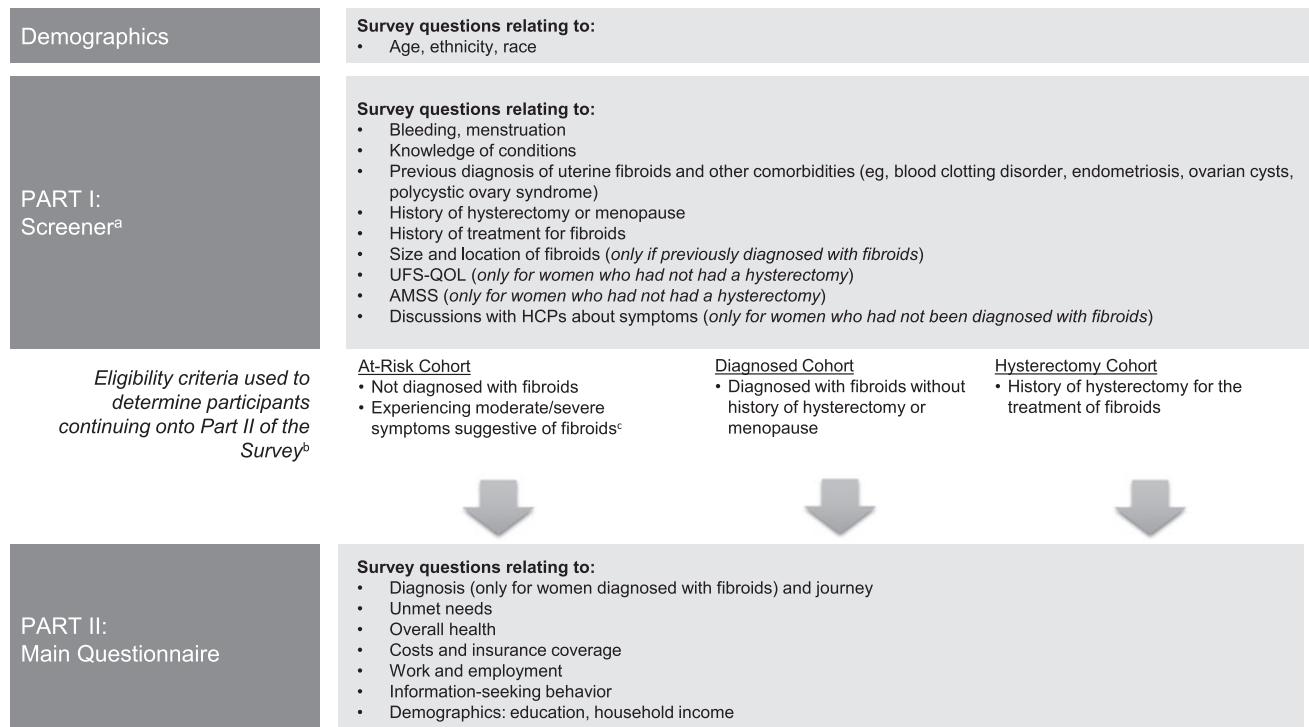 Demographics
Survey questions relating to:
• Age, ethnicity, race
PART I:
Screenerᵃ
Survey questions relating to:
• Bleeding, menstruation
• Knowledge of conditions
• Previous diagnosis of uterine fibroids and other comorbidities (eg, blood clotting disorder, endometriosis, ovarian cysts,
polycystic ovary syndrome)
• History of hysterectomy or menopause
• History of treatment for fibroids
• Size and location of fibroids (only if previously diagnosed with fibroids)
• UFS-QOL (only for women who had not had a hysterectomy)
• AMSS (only for women who had not had a hysterectomy)
• Discussions with HCPs about symptoms (only for women who had not been diagnosed with fibroids)
Eligibility criteria used to
determine participants
continuing onto Part II of the
Surveyᵇ
At-Risk Cohort
• Not diagnosed with fibroids
• Experiencing moderate/severe
symptoms suggestive of fibroidsᶜ
Diagnosed Cohort
• Diagnosed with fibroids without
history of hysterectomy or
menopause
Hysterectomy Cohort
• History of hysterectomy for the
treatment of fibroids
PART II:
Main Questionnaire
Survey questions relating to:
• Diagnosis (only for women diagnosed with fibroids) and journey
• Unmet needs
• Overall health
• Costs and insurance coverage
• Work and employment
• Information-seeking behavior
• Demographics: education, household income